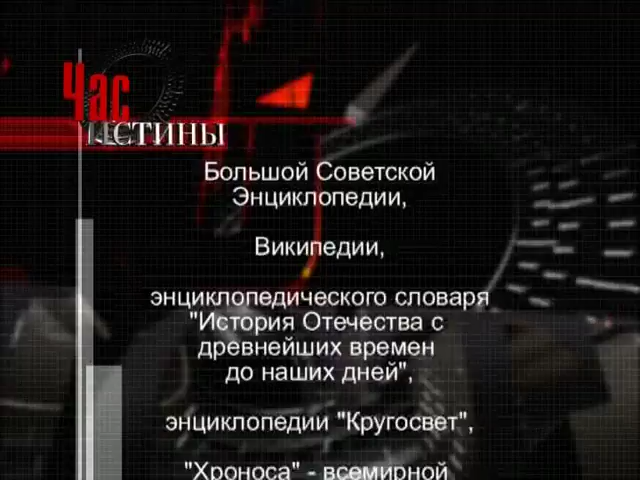 Час
ИСТИНЫ
Большой Советской
Энциклопедии,
Википедии,
энциклопедического словаря
"История Отечества с
древнейших времен
до наших дней",
энциклопедии "Кругосвет",
"Хроноса" - всемирной